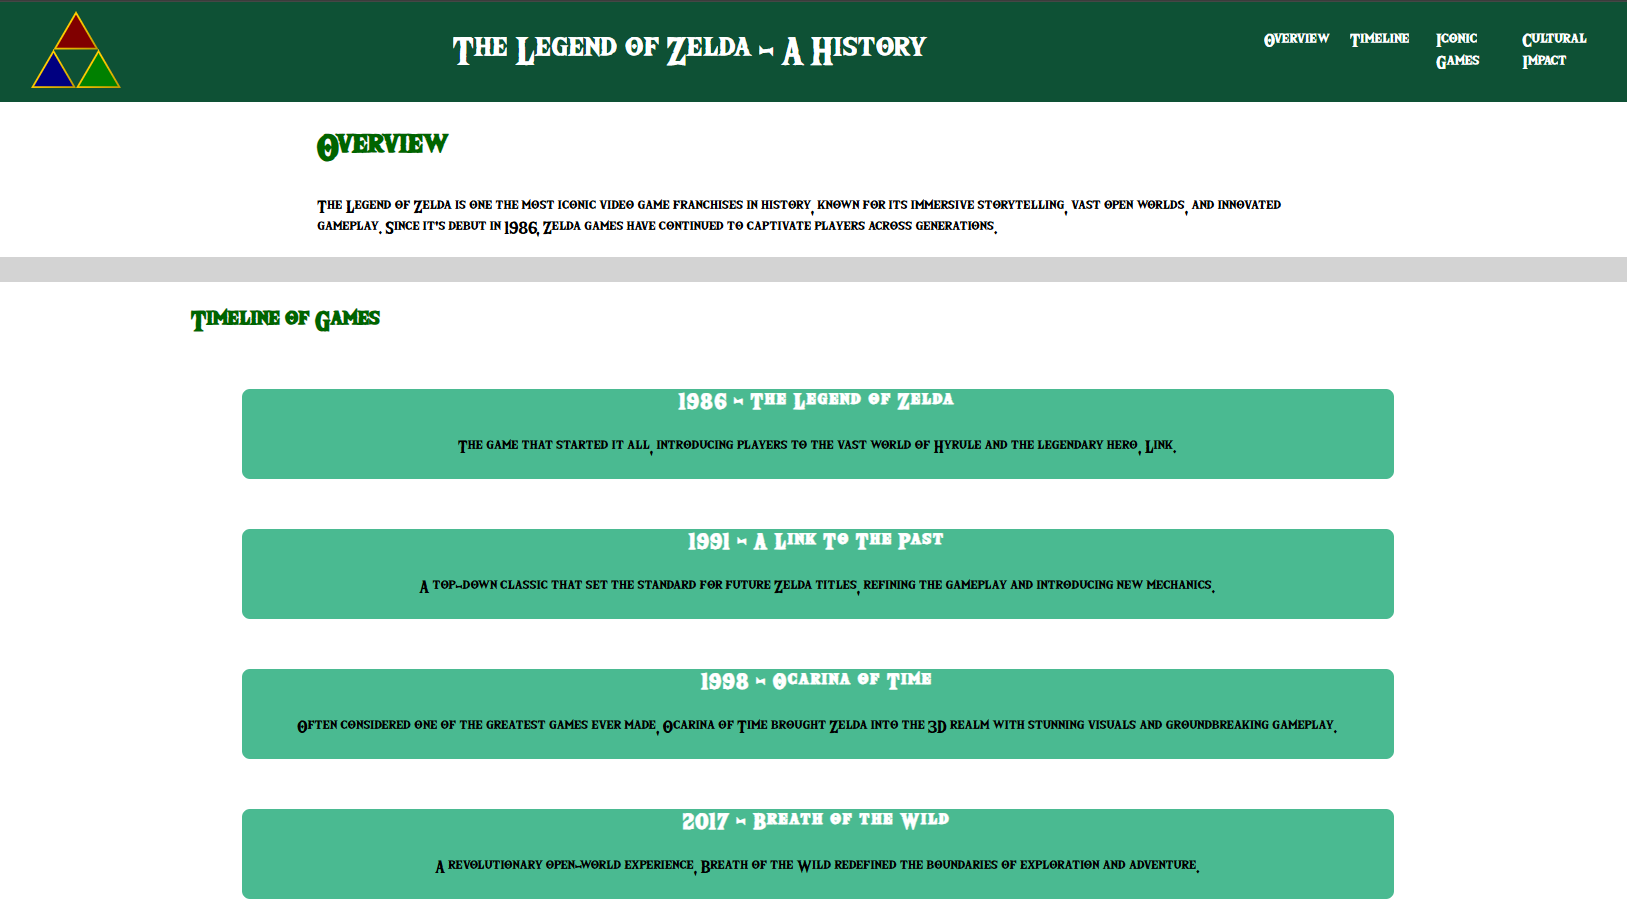 The Legend of Zelda - A History
Overview
Timeline
Iconic
Games
Cultural
Impact
Overview
The Legend of Zelda is one the most iconic video game franchises in history, known for its immersive storytelling, vast open worlds, and innovated
gameplay. Since it's debut in 1986, Zelda games have continued to captivate players across generations.
Timeline of Games
1986 - The Legend of Zelda
The game that started it all, introducing players to the vast world of Hyrule and the legendary hero, Link.
1991 - A Link To The Past
A top-down classic that set the standard for future Zelda titles, refining the gameplay and introducing new mechanics.
1998 - Ocarina of Time
Often considered one of the greatest games ever made, Ocarina of Time brought Zelda into the 3D realm with stunning visuals and groundbreaking gameplay.
2017 - Breath of the Wild
A revolutionary open-world experience, Breath of the Wild redefined the boundaries of exploration and adventure.